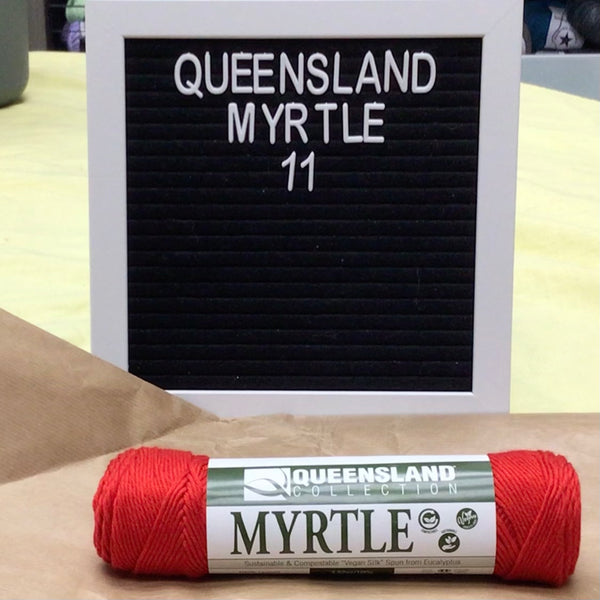 QUEENSLAND
MYRTLE
11
QUEENSLAND
COLLECTION
MYRTLE
Sustainable & Compostable "Vegan Silk" Spun from Eucalyptus